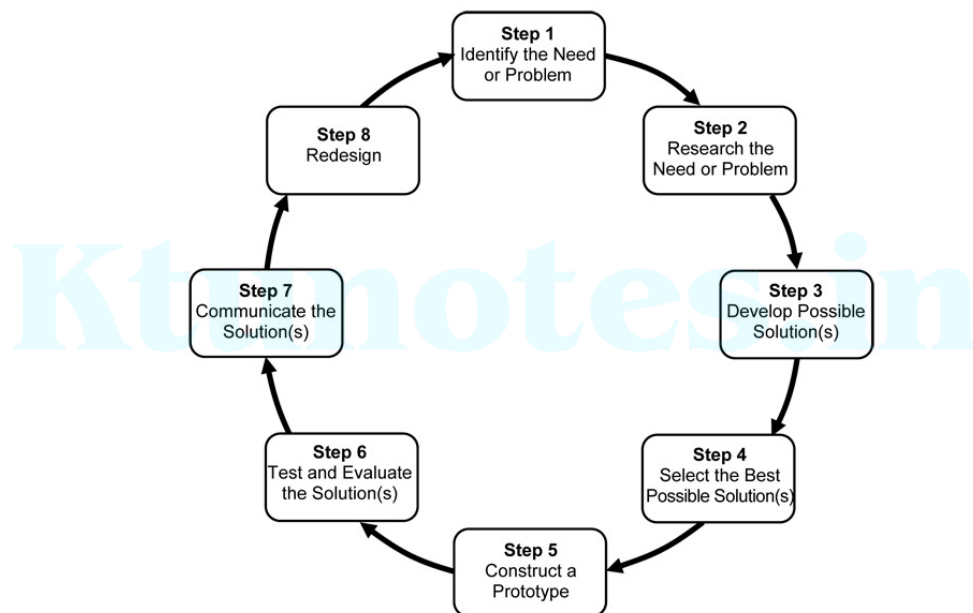 Step 1
Identify the Need
or Problem
Step 2
Research the
Need or Problem
Step 3
Develop Possible
Solution(s)
Step 4
Select the Best
Possible Solution(s)
Step 5
Construct a
Prototype
Step 6
Test and Evaluate
the Solution(s)
Step 7
Communicate the
Solution(s)
Step 8
Redesign
Ktunotes.in